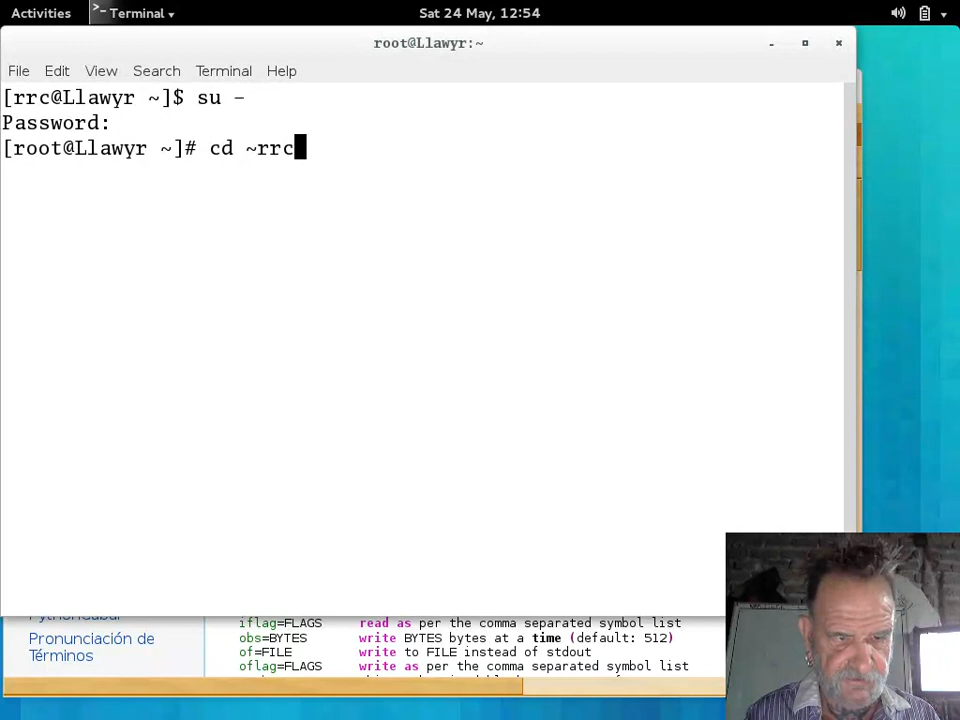 Activities Terminal Sat 24 May, 12:54
root@Llawyr:~
File Edit View Search Terminal Help
[rrc@Llawyr ~]$ su -
Password:
[root@Llawyr ~]# cd ~rrc
Pronunciación de
Términos
iflag=FLAGS read as per the comma separated symbol list
obs=BYTES write BYTES bytes at a time (default: 512)
of=FILE write to FILE instead of stdout
oflag=FLAGS write as per the comma separated symbol list